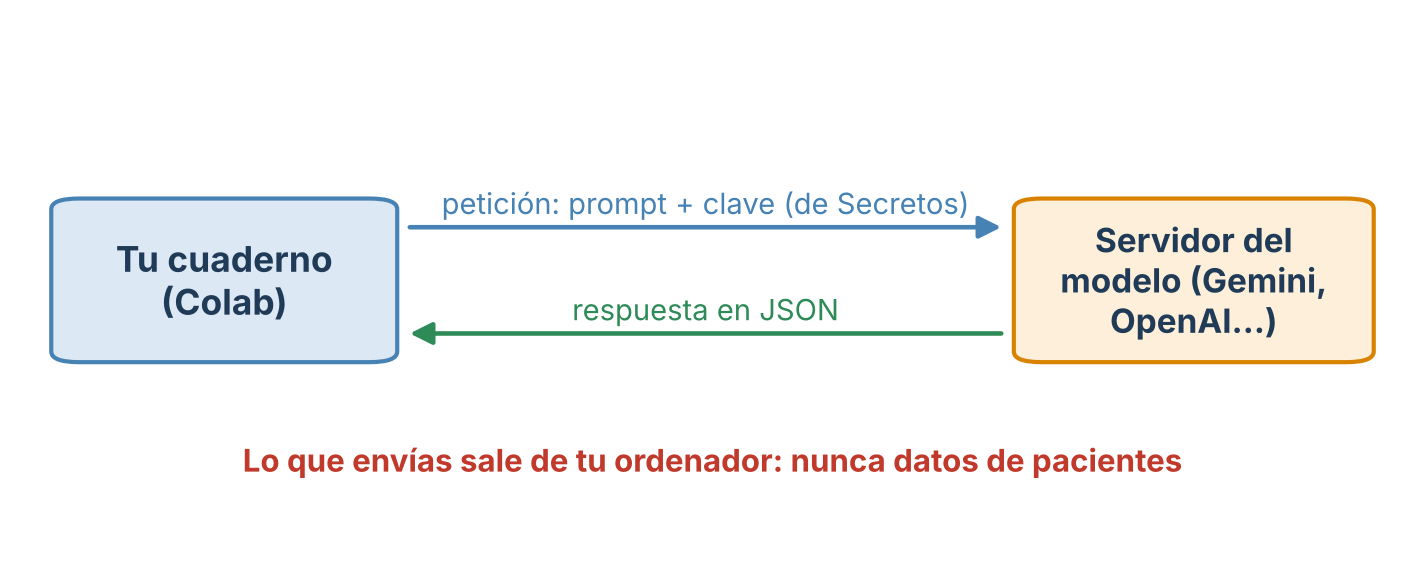 petición: prompt + clave (de Secretos)
Tu cuaderno
(Colab)
Servidor del
modelo (Gemini,
OpenAI...)
respuesta en JSON
Lo que envías sale de tu ordenador: nunca datos de pacientes